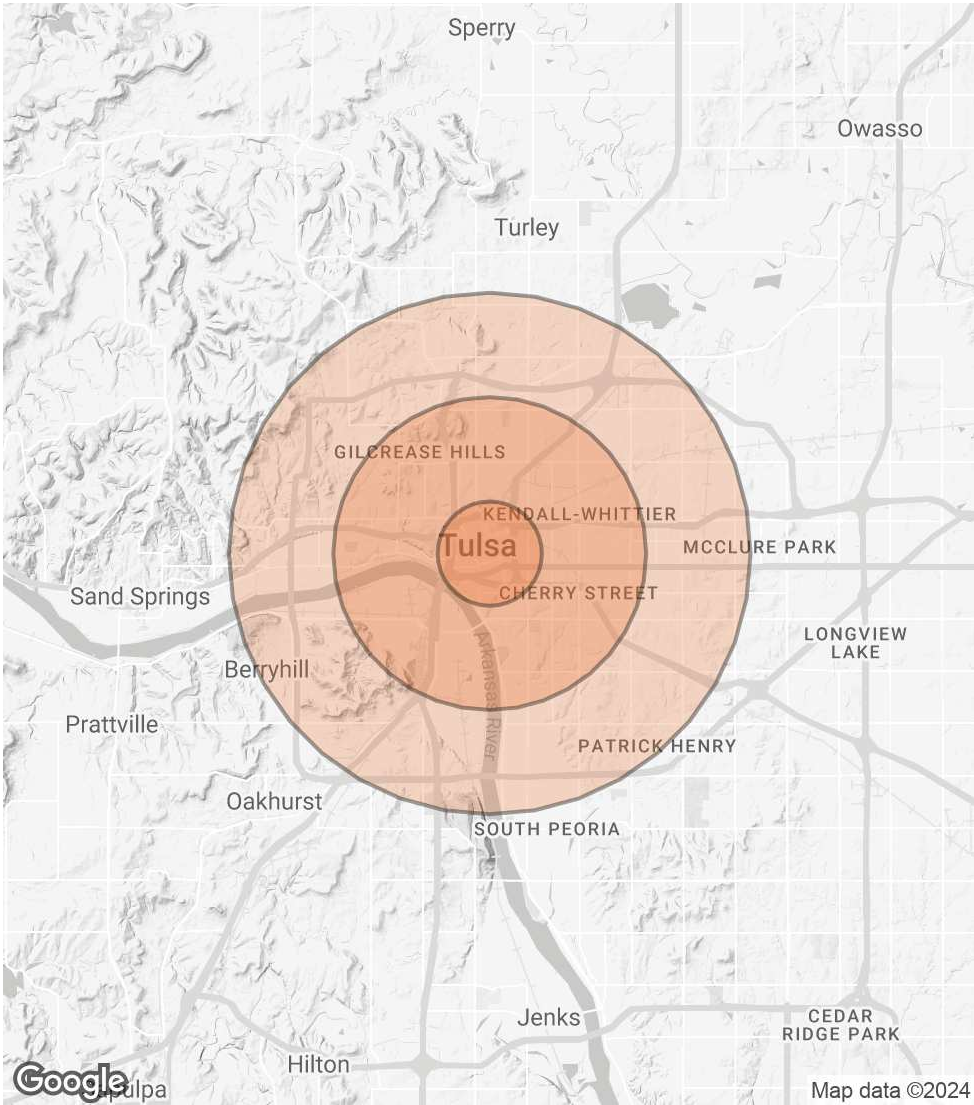 Sperry
Owasso
Turley
GILCREASE HILLS
KENDALL-WHITTIER
Tulsa
MCCLURE PARK
CHERRY STREET
Sand Springs
LONGVIEW
LAKE
Berryhill
Arkansas River
Prattville
PATRICK HENRY
Oakhurst
SOUTH PEORIA
Jenks
CEDAR
RIDGE PARK
Hilton
Google
Map data ©2024